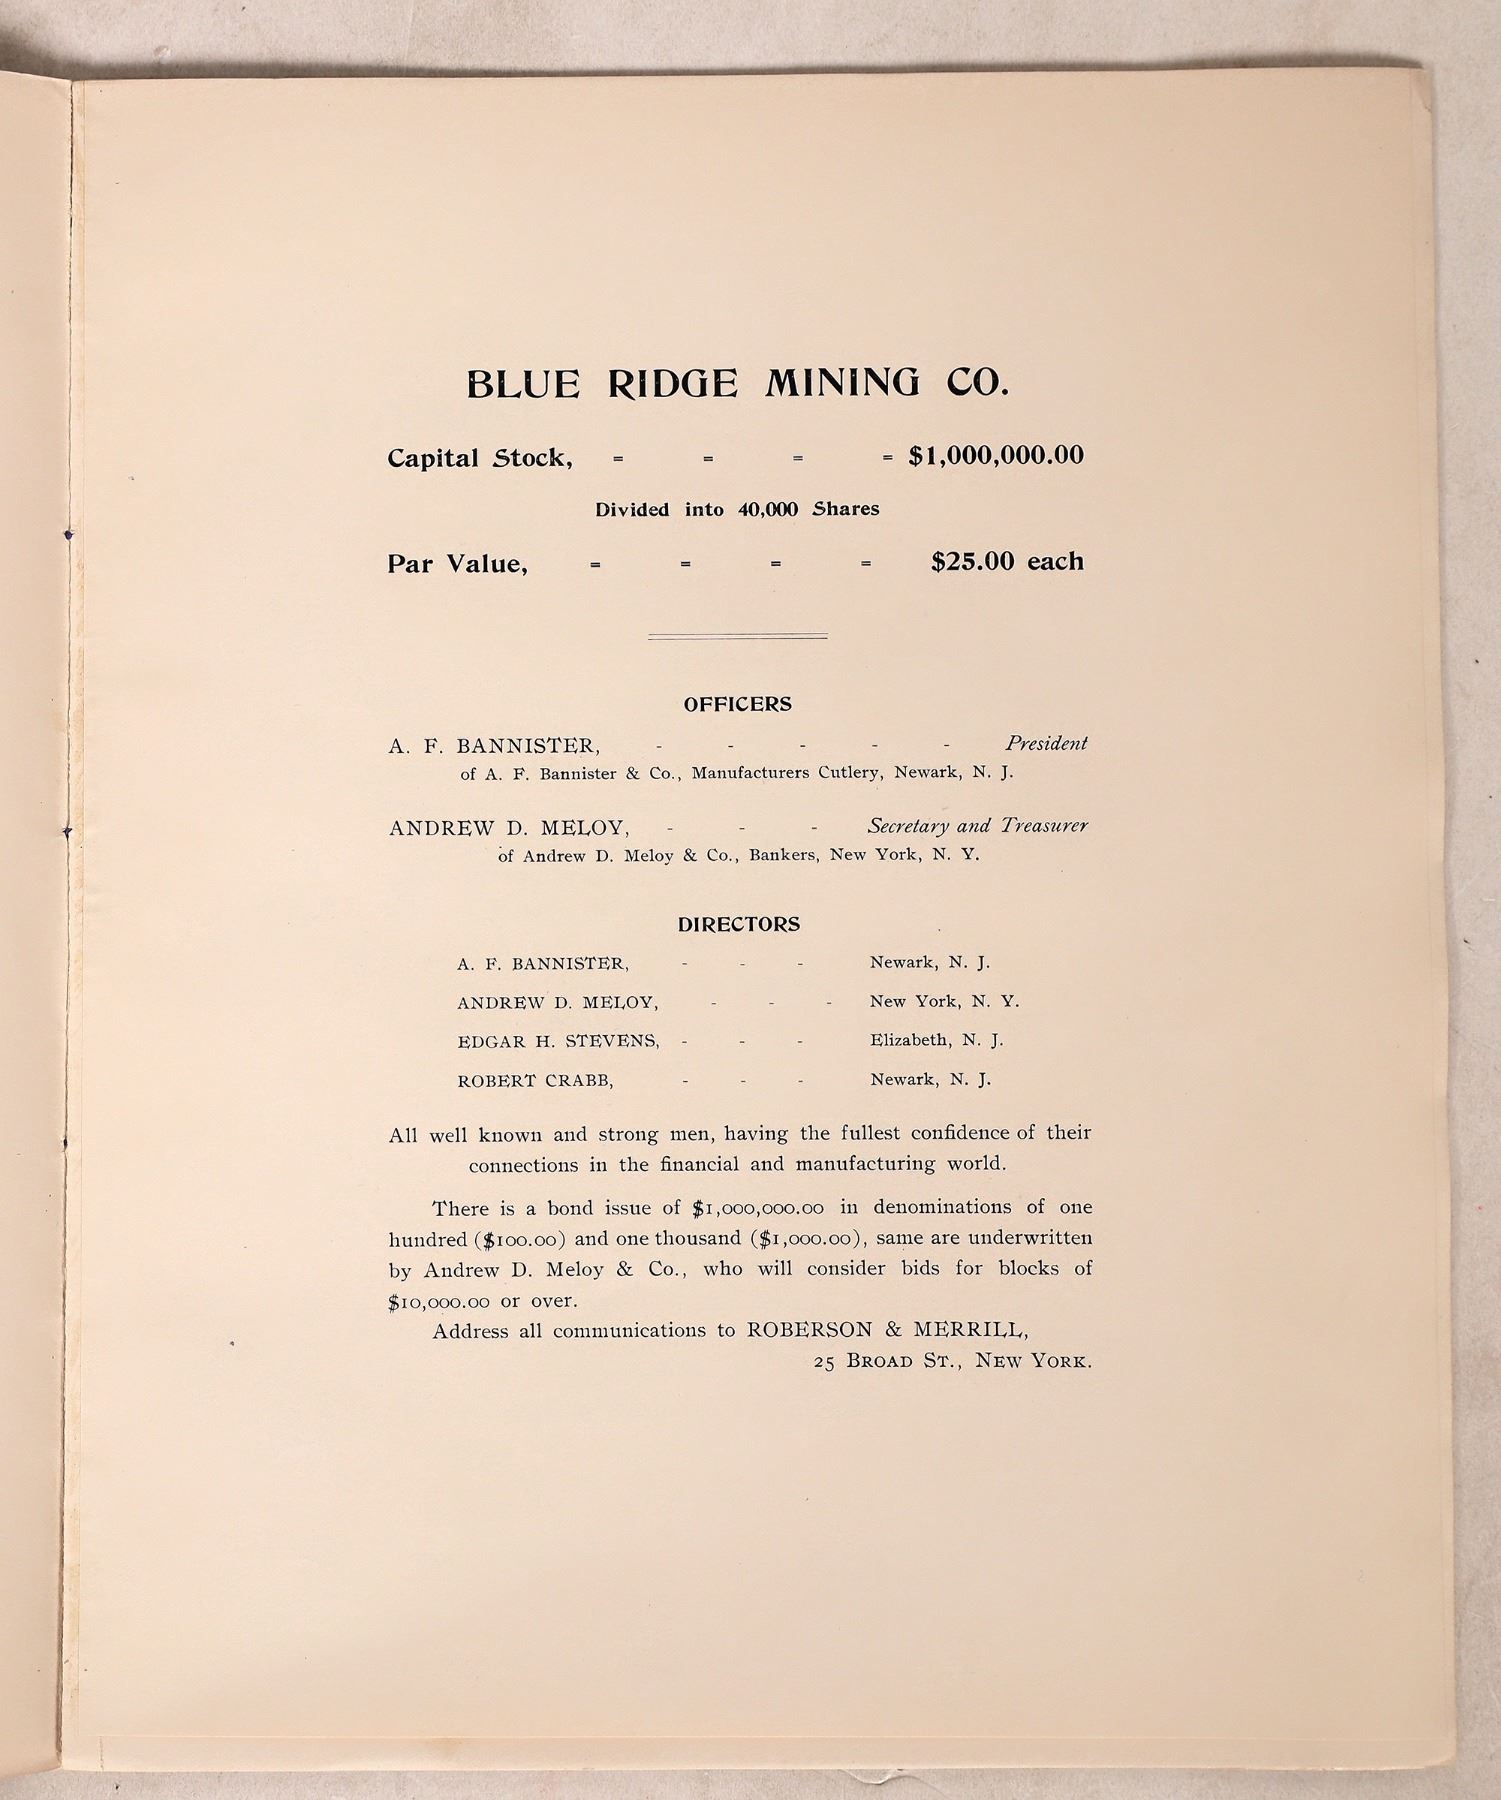 BLUE RIDGE MINING CO.
Capital Stock, = = = = $1,000,000.00
Divided into 40,000 Shares
Par Value, = = = = $25.00 each
OFFICERS
A. F. BANNISTER, - - - - - President
of A. F. Bannister & Co., Manufacturers Cutlery, Newark, N. J.
ANDREW D. MELOY, - - - Secretary and Treasurer
of Andrew D. Meloy & Co., Bankers, New York, N. Y.
DIRECTORS
A. F. BANNISTER, - - - Newark, N. J.
ANDREW D. MELOY, - - - New York, N. Y.
EDGAR H. STEVENS, - - - Elizabeth, N. J.
ROBERT CRABB, - - - Newark, N. J.
All well known and strong men, having the fullest confidence of their
connections in the financial and manufacturing world.
There is a bond issue of $1,000,000.00 in denominations of one
hundred ($100.00) and one thousand ($1,000.00), same are underwritten
by Andrew D. Meloy & Co., who will consider bids for blocks of
$10,000.00 or over.
Address all communications to ROBERSON & MERRILL,
25 BROAD ST., NEW YORK.